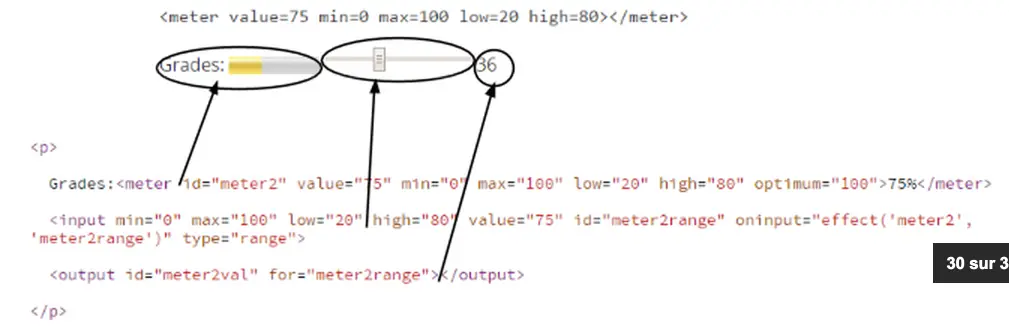 <meter value=75 min=0 max=100 low=20 high=80></meter>
Grades:
36
<p>
Grades:<meter id="meter2" value="75" min="0" max="100" low="20" high="80" optimum="100">75%</meter>
<input min="0" max="100" low="20" high="80" value="75" id="meter2range" oninput="effect('meter2',
'meter2range')" type="range">
<output id="meter2val" for="meter2range"></output>
30 sur 3
</p>